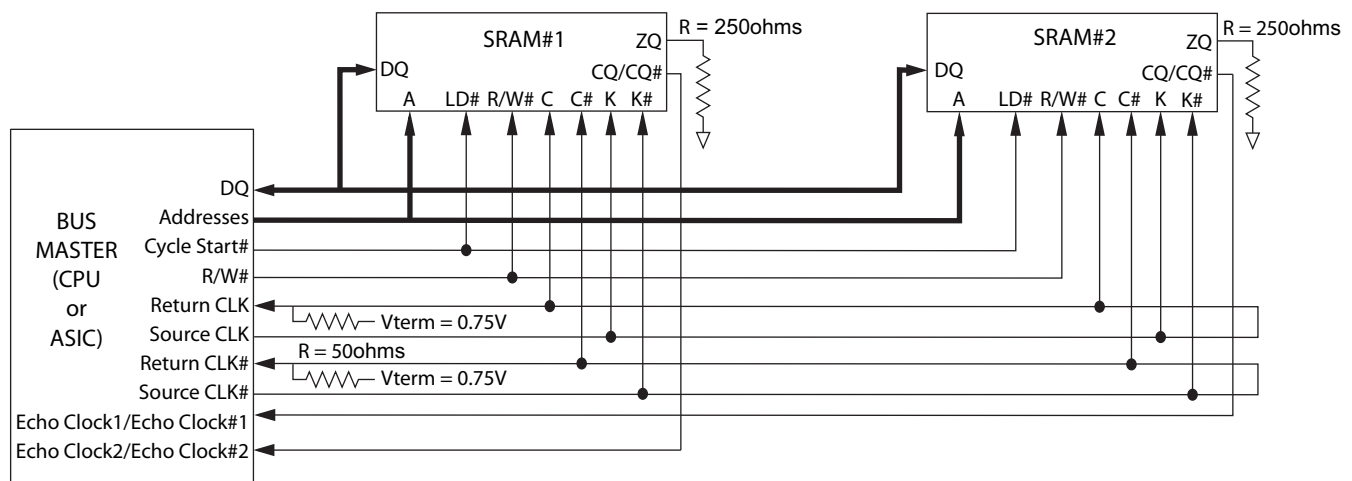 SRAM#1
ZQ
R = 250ohms
DQ
CQ/CQ#
A LD# R/W# C C# K K#
SRAM#2
ZQ
R = 250ohms
DQ
CQ/CQ#
A LD# R/W# C C# K K#
BUS
MASTER
(CPU
or
ASIC)
DQ
Addresses
Cycle Start#
R/W#
Return CLK
Vterm = 0.75V
Source CLK
R = 50ohms
Return CLK#
Vterm = 0.75V
Source CLK#
Echo Clock1/Echo Clock#1
Echo Clock2/Echo Clock#2